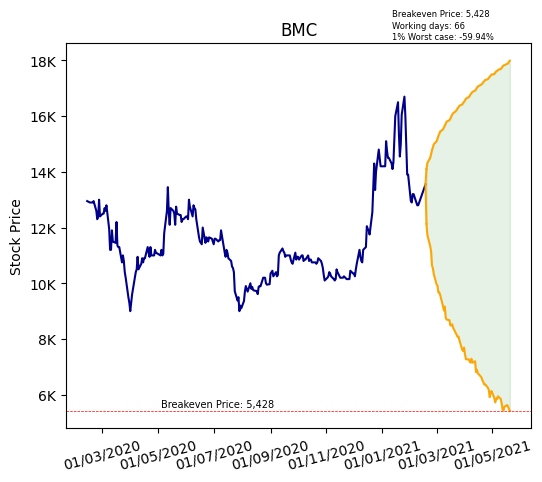 Breakeven Price: 5,428
Working days: 66
1% Worst case: -59.94%
BMC
Stock Price
18K
16K
14K
12K
10K
8K
6K
Breakeven Price: 5,428
01/03/2020
01/05/2020
01/07/2020
01/09/2020
01/11/2020
01/01/2021
01/03/2021
01/05/2021